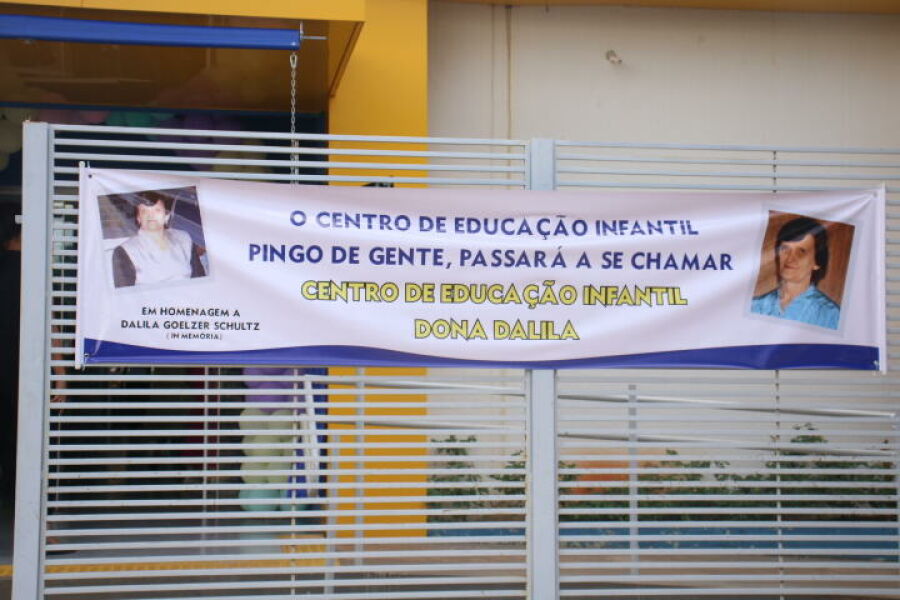 O CENTRO DE EDUCAÇÃO INFANTIL
PINGO DE GENTE, PASSARÁ A SE CHAMAR
CENTRO DE EDUCAÇÃO INFANTIL
DONA DALILA
EM HOMENAGEM A
DALILA GOELZER SCHULTZ
( IN MEMÓRIA)